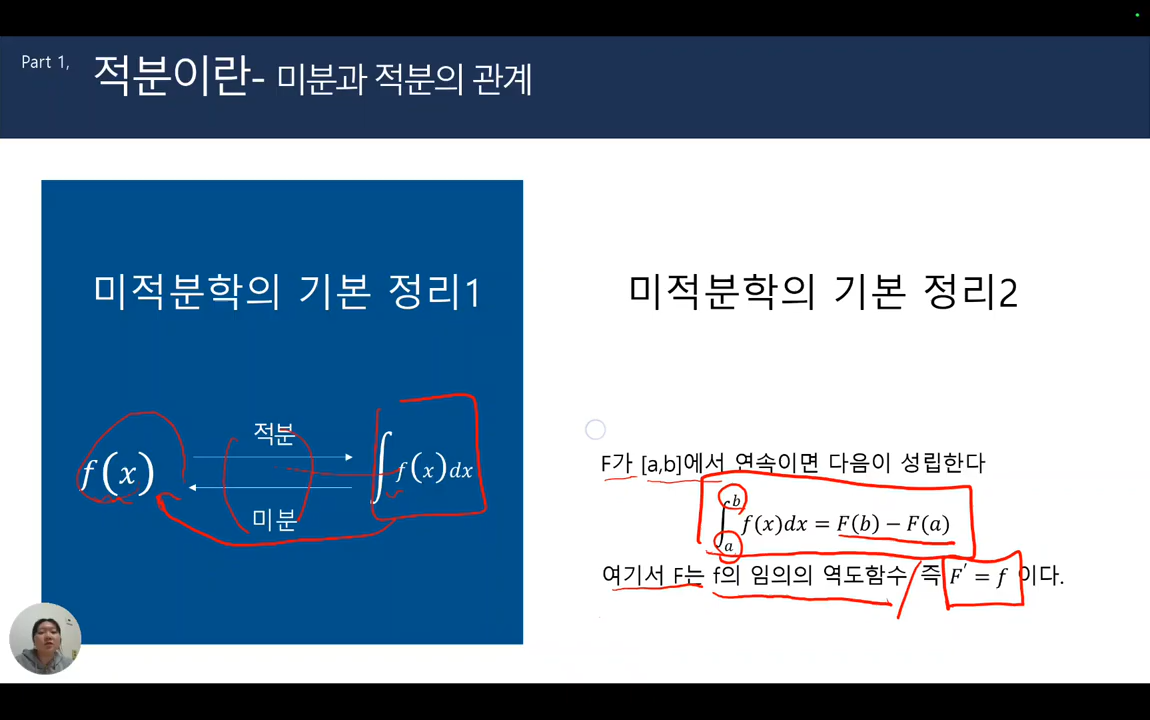 Part 1,
적분이란- 미분과 적분의 관계
미적분학의 기본 정리1
적분
f(x)
∫f(x)dx
미분
미적분학의 기본 정리2
F가 [a,b]에서 연속이면 다음이 성립한다
∫_a^b f(x)dx = F(b) − F(a)
여기서 F는 f의 임의의 역도함수 즉 F′ = f 이다.